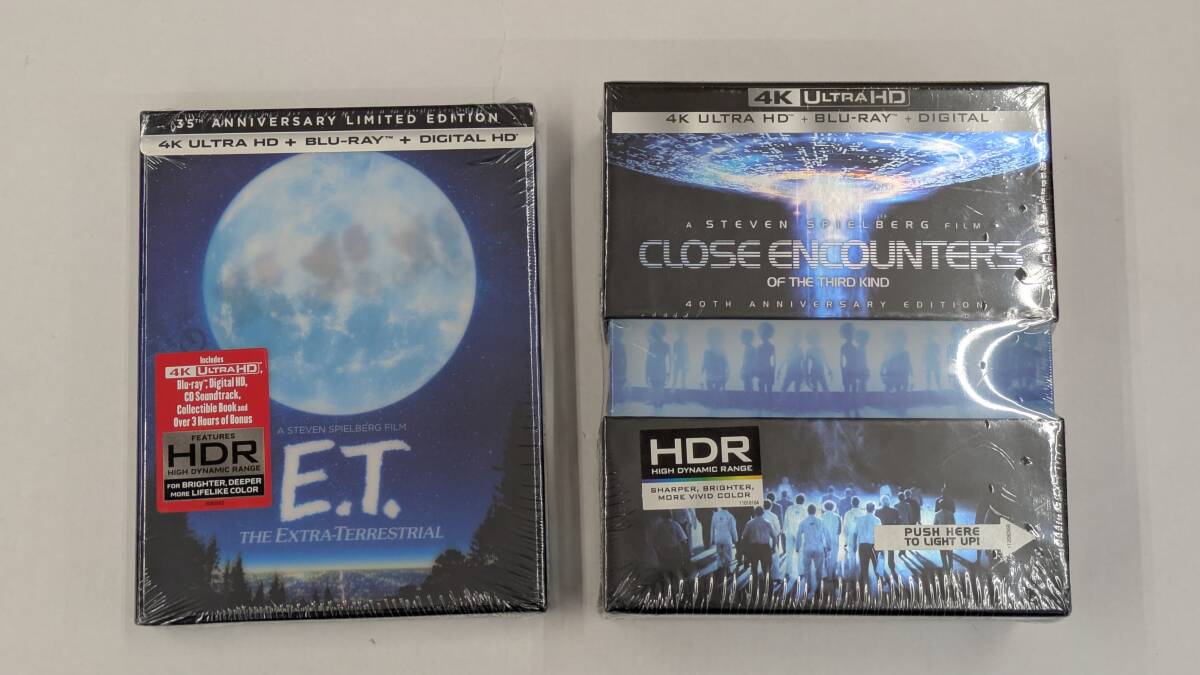 35TH ANNIVERSARY LIMITED EDITION
4K ULTRA HD + BLU-RAY™ + DIGITAL HD
Includes
4K ULTRA HD,
Blu-ray™, Digital HD,
CD Soundtrack,
Collectible Book and
Over 3 Hours of Bonus
FEATURES
HDR
HIGH DYNAMIC RANGE
FOR BRIGHTER, DEEPER
MORE LIFELIKE COLOR
A STEVEN SPIELBERG FILM
E.T.
THE EXTRA-TERRESTRIAL
4K ULTRA HD
4K ULTRA HD™ + BLU-RAY™ + DIGITAL
A STEVEN SPIELBERG FILM
CLOSE ENCOUNTERS
OF THE THIRD KIND
40TH ANNIVERSARY EDITION
HDR
HIGH DYNAMIC RANGE
SHARPER, BRIGHTER,
MORE VIVID COLOR
PUSH HERE
TO LIGHT UP!